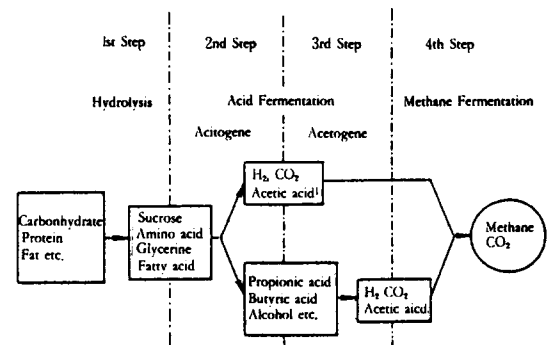 1st Step 2nd Step 3rd Step 4th Step
Hydrolysis Acid Fermentation Methane Fermentation
Acitogene Acetogene
H₂, CO₂
Acetic acid
Carbonhydrate
Protein
Fat etc.
Sucrose
Amino acid
Glycerine
Fatty acid
Propionic acid
Butyric acid
Alcohol etc.
H₂ CO₂
Acetic aicd.
Methane
CO₂